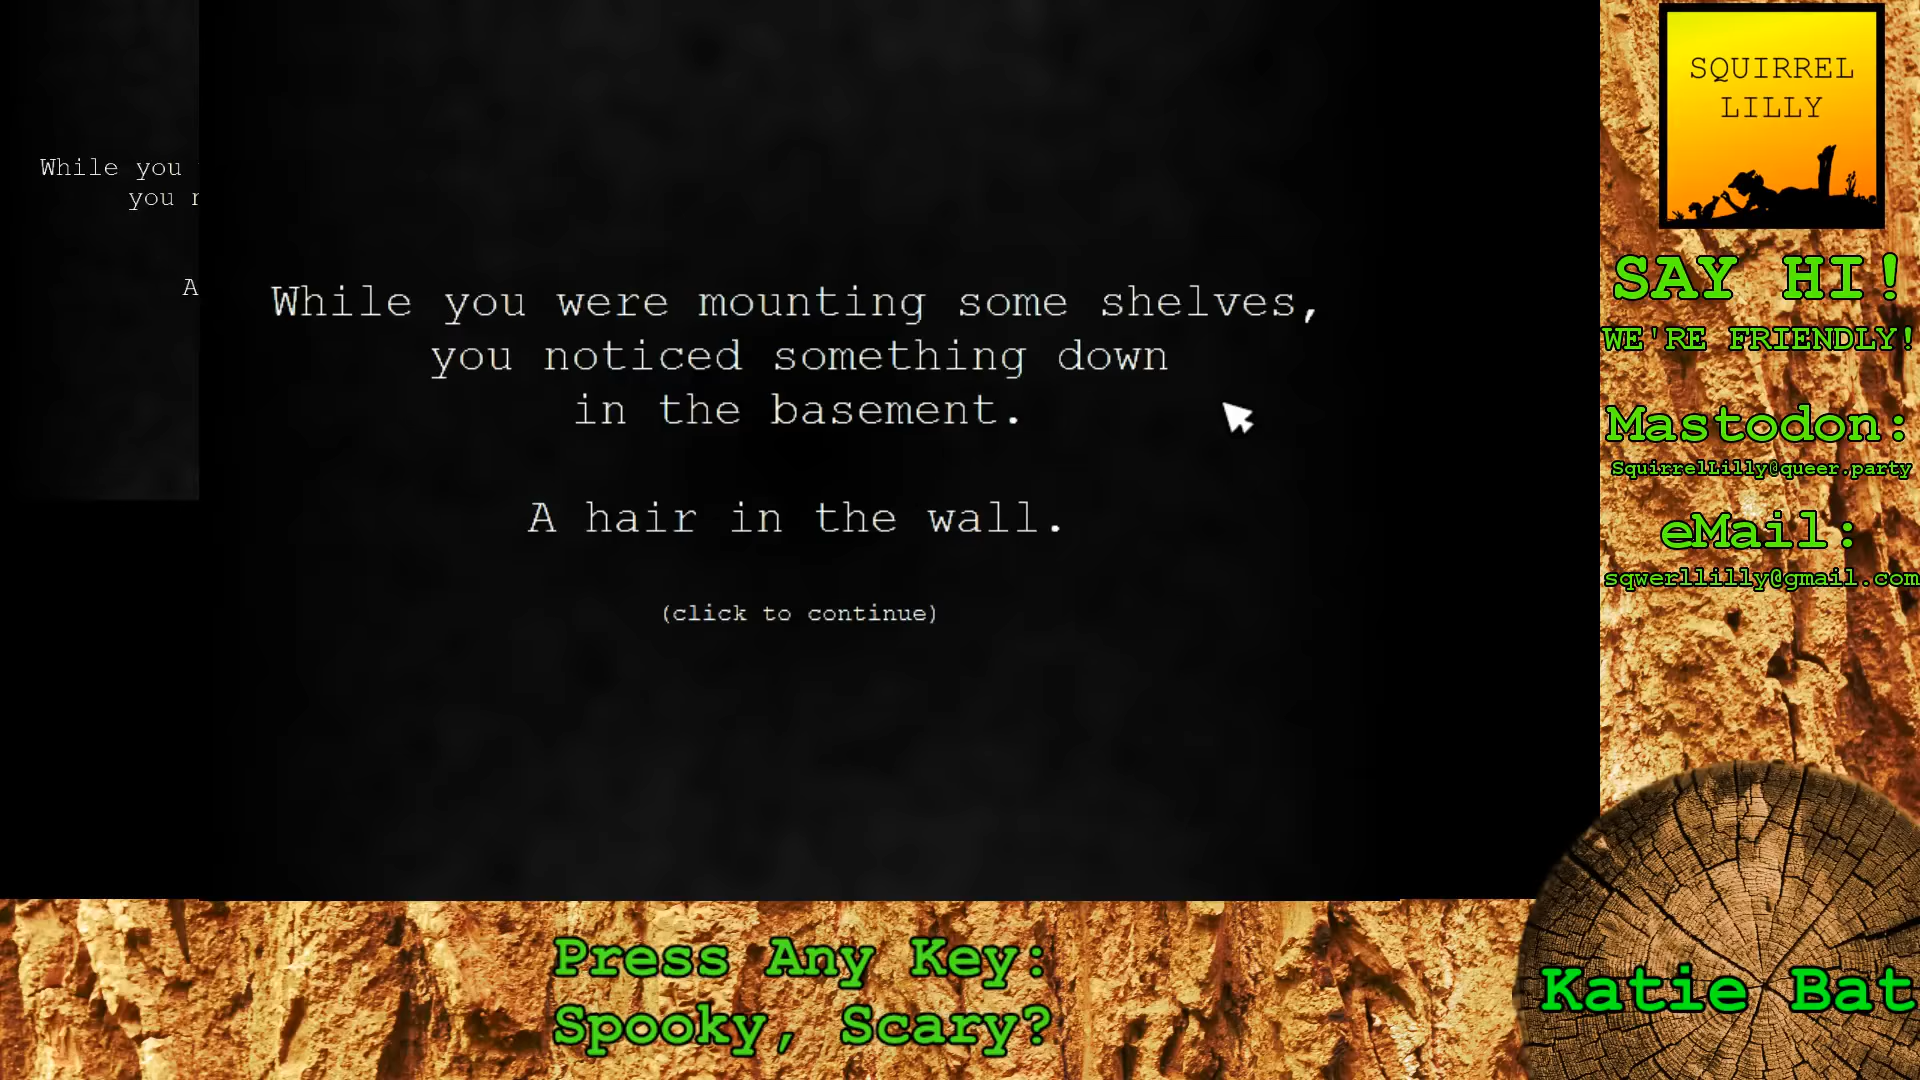 While you
you
A
While you were mounting some shelves,
you noticed something down
in the basement.
A hair in the wall.
(click to continue)
SQUIRREL
LILLY
SAY HI!
WE'RE FRIENDLY!
Mastodon:
SquirrelLilly@queer.party
eMail:
sqwerllilly@gmail.com
Press Any Key:
Spooky, Scary?
Katie Bat